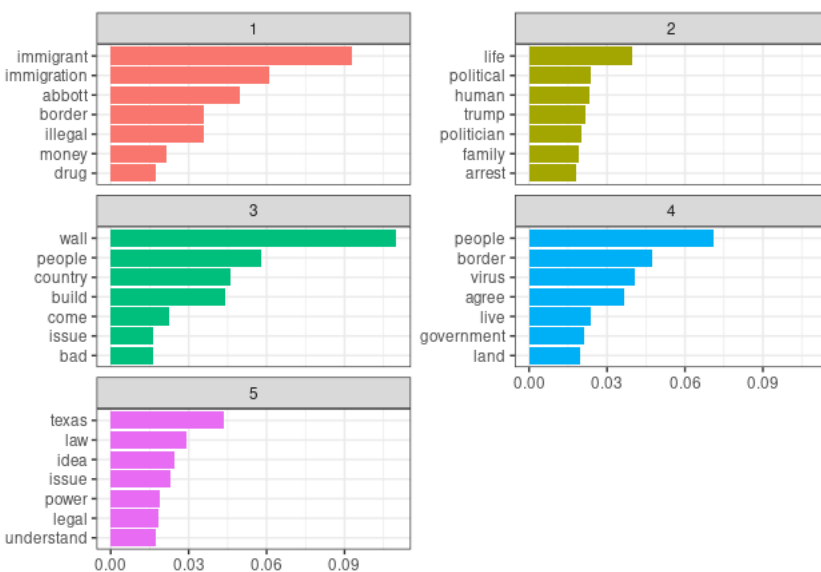 1
immigrant
immigration
abbott
border
illegal
money
drug
2
life
political
human
trump
politician
family
arrest
3
wall
people
country
build
come
issue
bad
4
people
border
virus
agree
live
government
land
0.00 0.03 0.06 0.09
5
texas
law
idea
issue
power
legal
understand
0.00 0.03 0.06 0.09